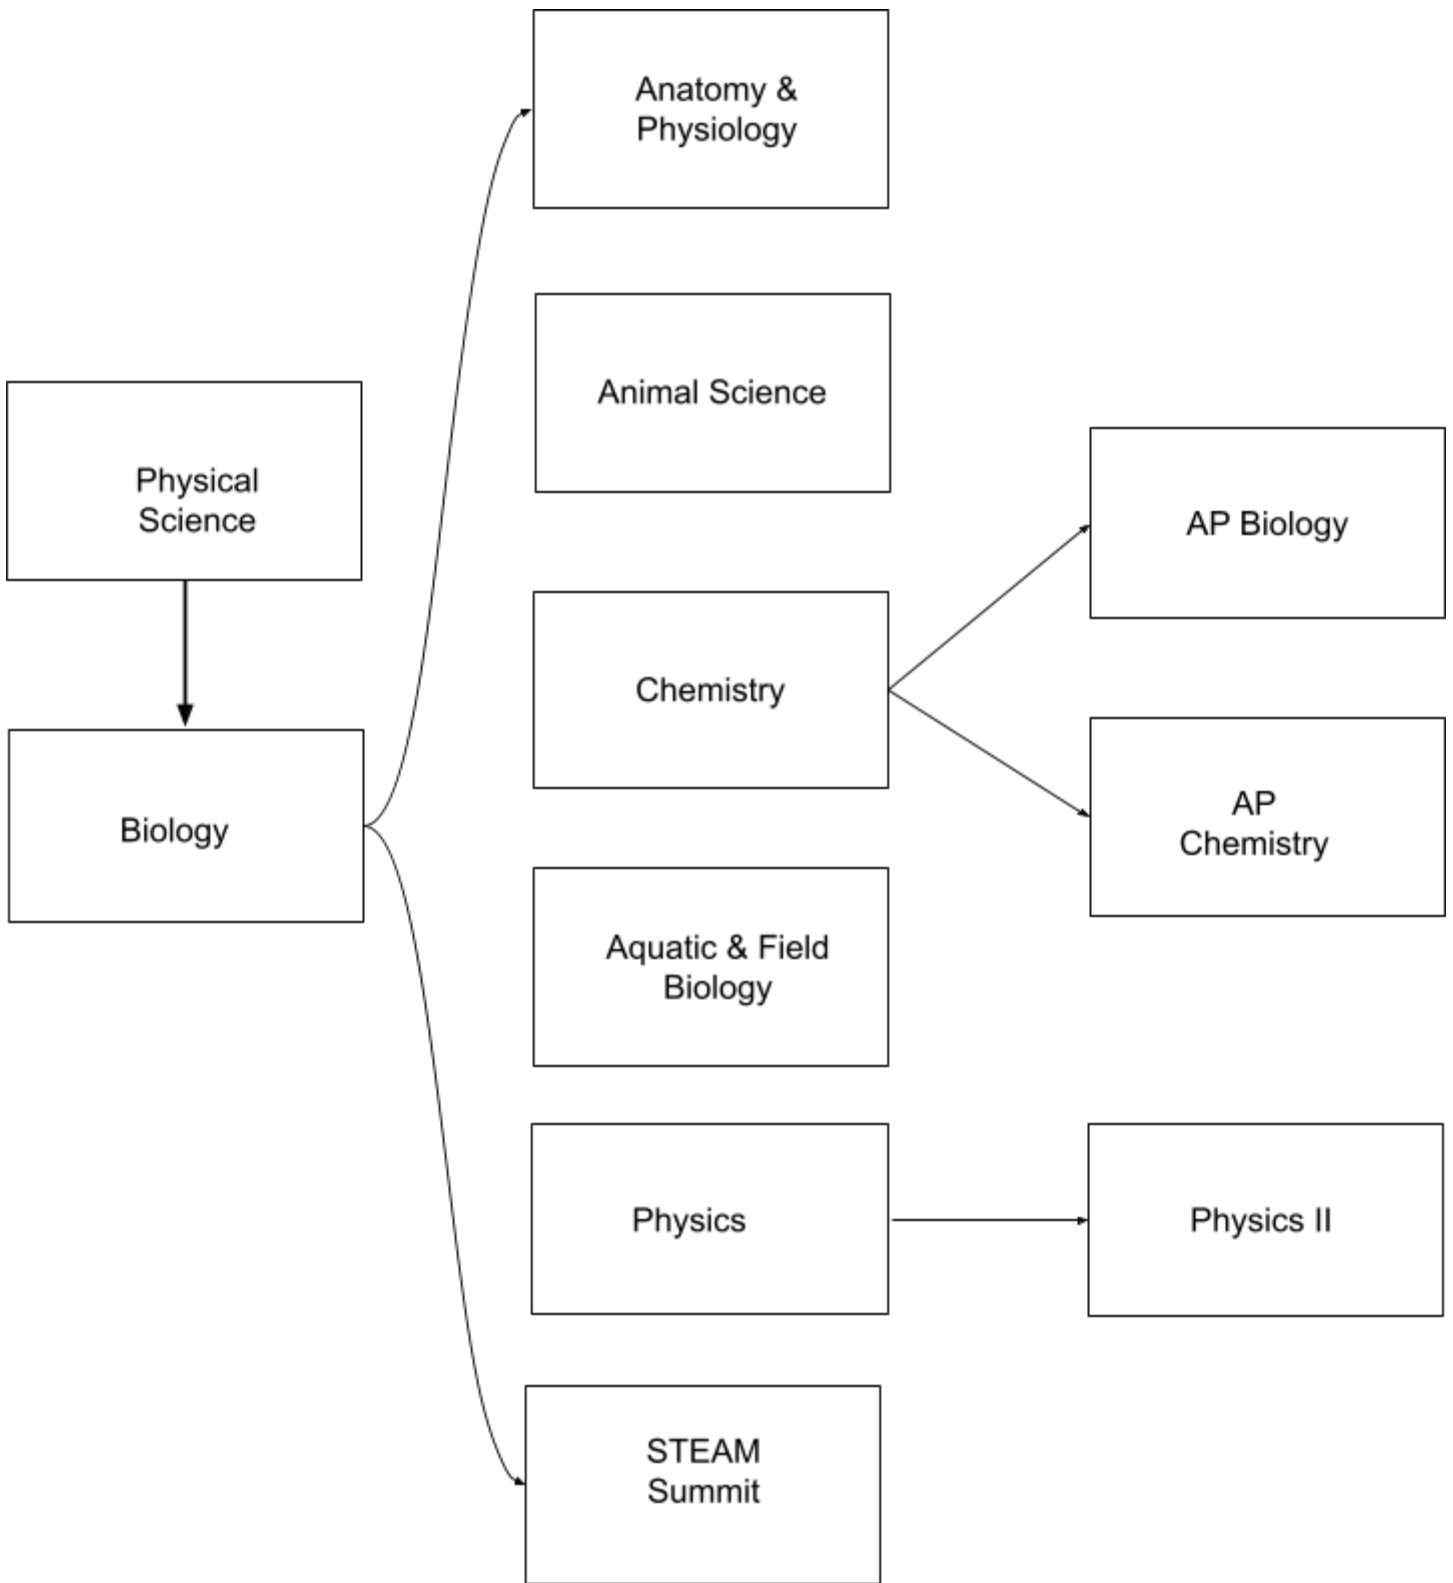 Physical
Science
Biology
Anatomy &
Physiology
Animal Science
Chemistry
Aquatic & Field
Biology
Physics
STEAM
Summit
AP Biology
AP
Chemistry
Physics II